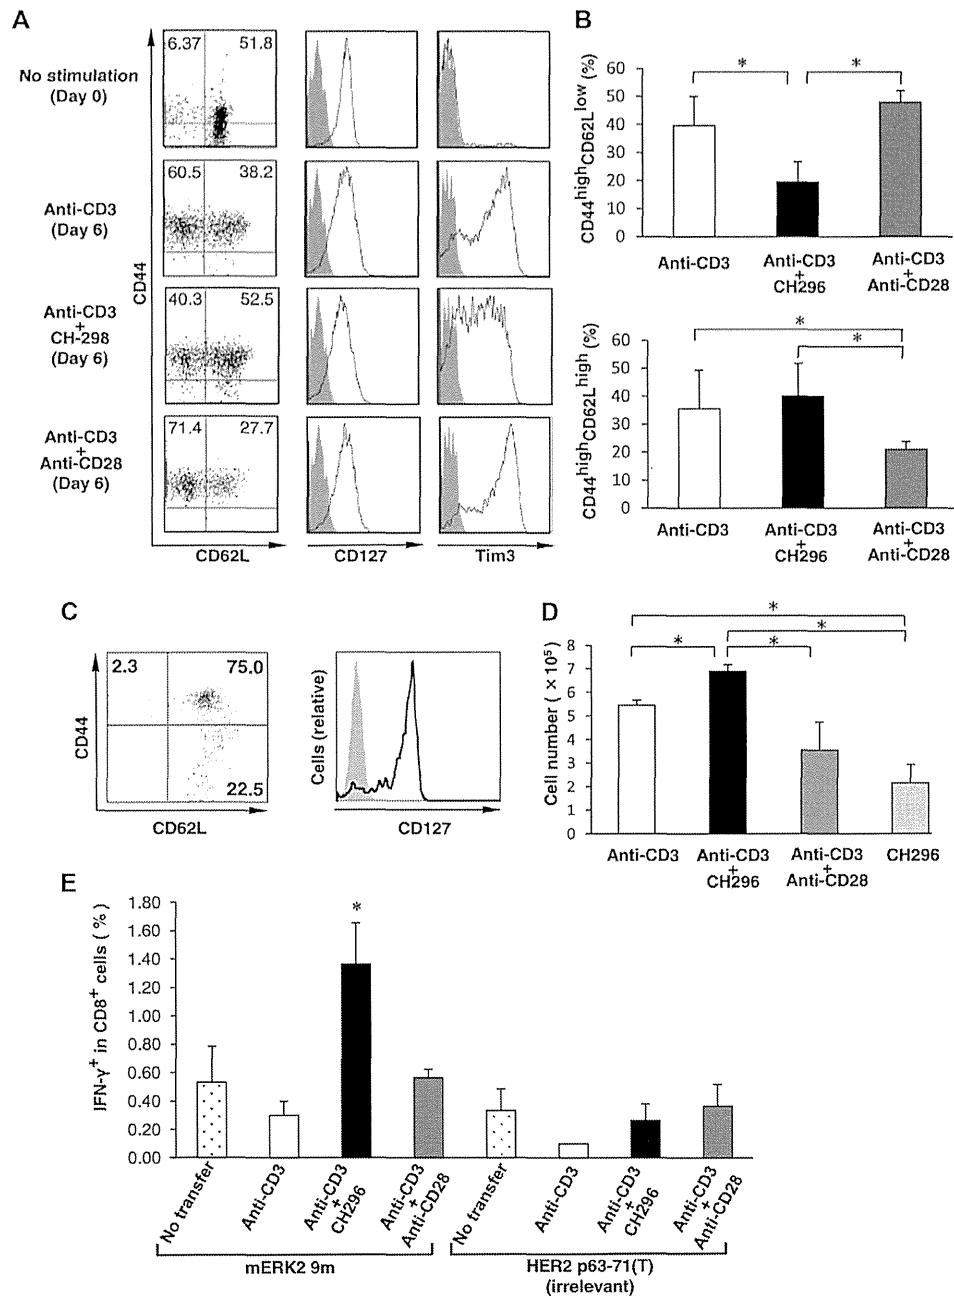 A
No stimulation
(Day 0)
6.37 51.8
Anti-CD3
(Day 6)
60.5 38.2
Anti-CD3
+
CH-298
(Day 6)
40.3 52.5
Anti-CD3
+
Anti-CD28
(Day 6)
71.4 27.7
CD44
CD62L CD127 Tim3
B
CD44highCD62Llow (%)
60
50
40
30
20
10
0
* *
Anti-CD3 Anti-CD3 + CH296 Anti-CD3 + Anti-CD28
CD44highCD62Lhigh (%)
60
50
40
30
20
10
0
*
*
Anti-CD3 Anti-CD3 + CH296 Anti-CD3 + Anti-CD28
C
2.3 75.0
22.5
CD44
CD62L
Cells (relative)
CD127
D
Cell number (×10⁵)
8
7
6
5
4
3
2
1
0
*
*
* *
Anti-CD3 Anti-CD3 + CH296 Anti-CD3 + Anti-CD28 CH296
E
IFN-γ⁺ in CD8⁺ cells (%)
1.80
1.60
1.40
1.20
1.00
0.80
0.60
0.40
0.20
0.00
*
No transfer Anti-CD3 Anti-CD3 + CH296 Anti-CD3 + Anti-CD28 No transfer Anti-CD3 Anti-CD3 + CH296 Anti-CD3 + Anti-CD28
mERK2 9m HER2 p63-71(T)
(irrelevant)